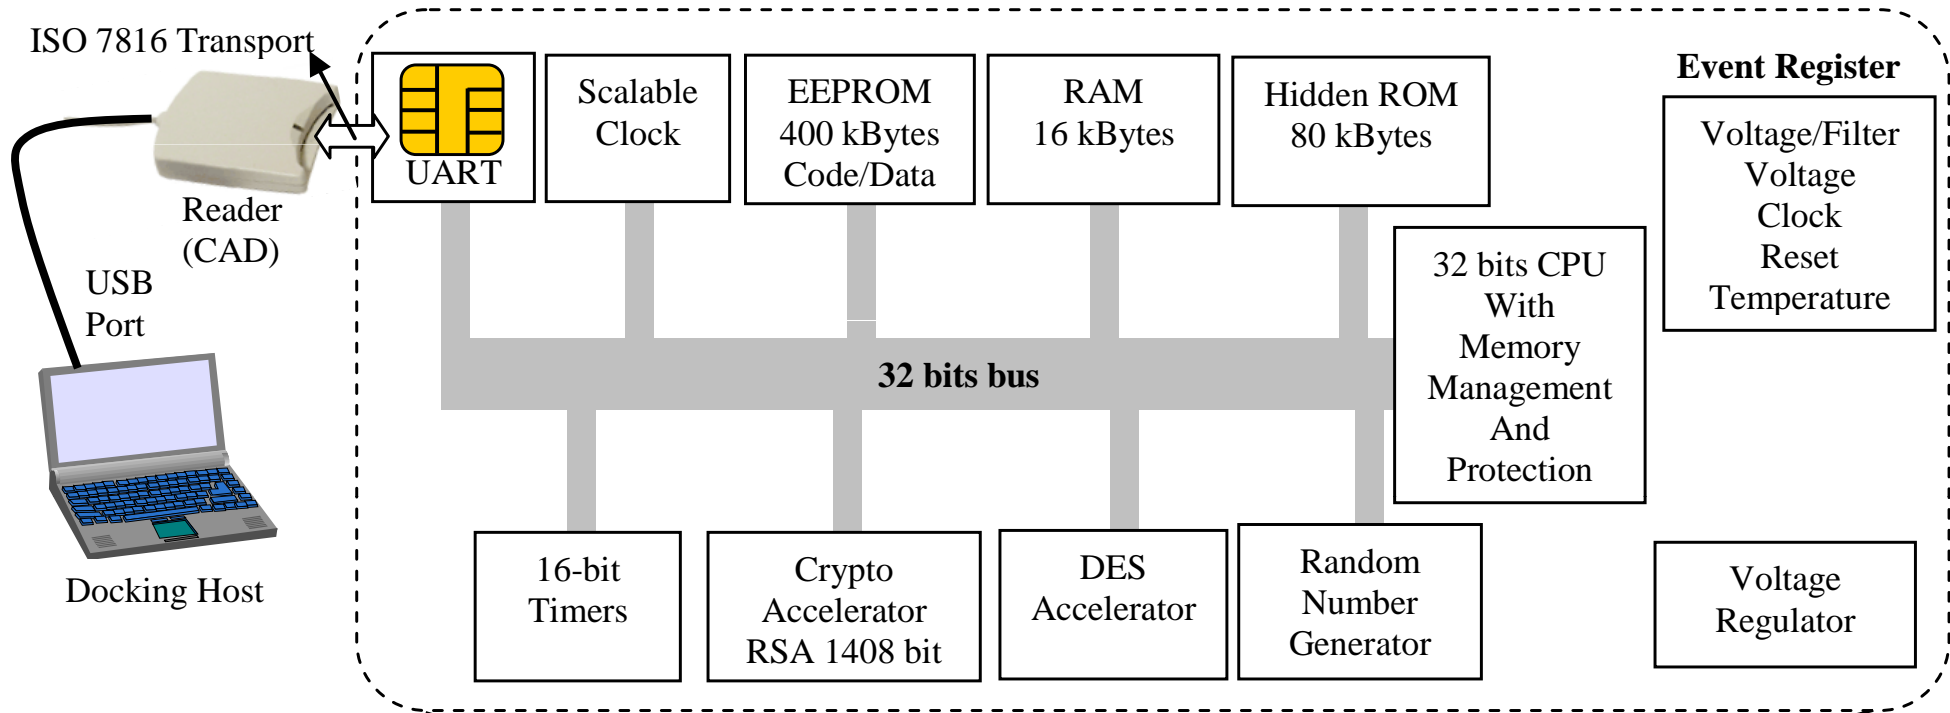 ISO 7816 Transport
Reader
(CAD)
USB
Port
Docking Host
UART
Scalable
Clock
EEPROM
400 kBytes
Code/Data
RAM
16 kBytes
Hidden ROM
80 kBytes
Event Register
Voltage/Filter
Voltage
Clock
Reset
Temperature
32 bits CPU
With
Memory
Management
And
Protection
32 bits bus
16-bit
Timers
Crypto
Accelerator
RSA 1408 bit
DES
Accelerator
Random
Number
Generator
Voltage
Regulator